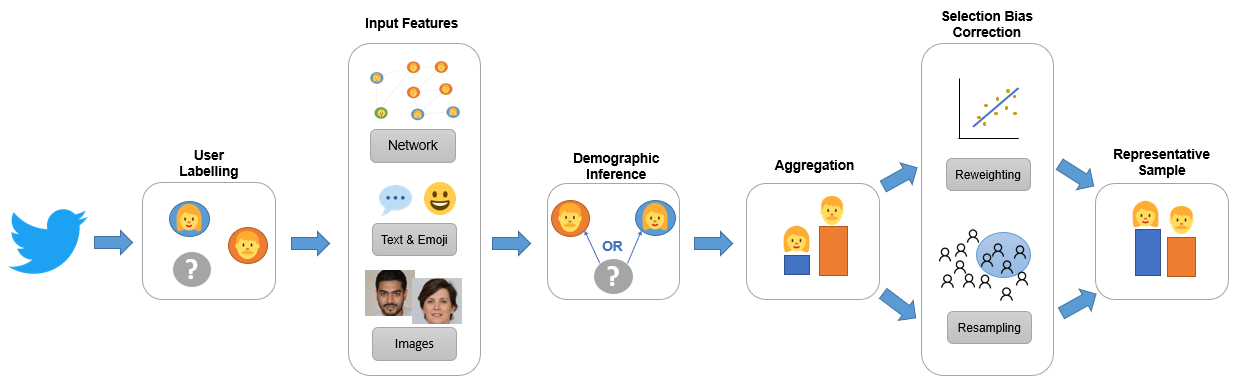 User
Labelling
?
Input Features
Network
Text & Emoji
Images
Demographic
Inference
OR
?
Aggregation
Selection Bias
Correction
Reweighting
Resampling
Representative
Sample